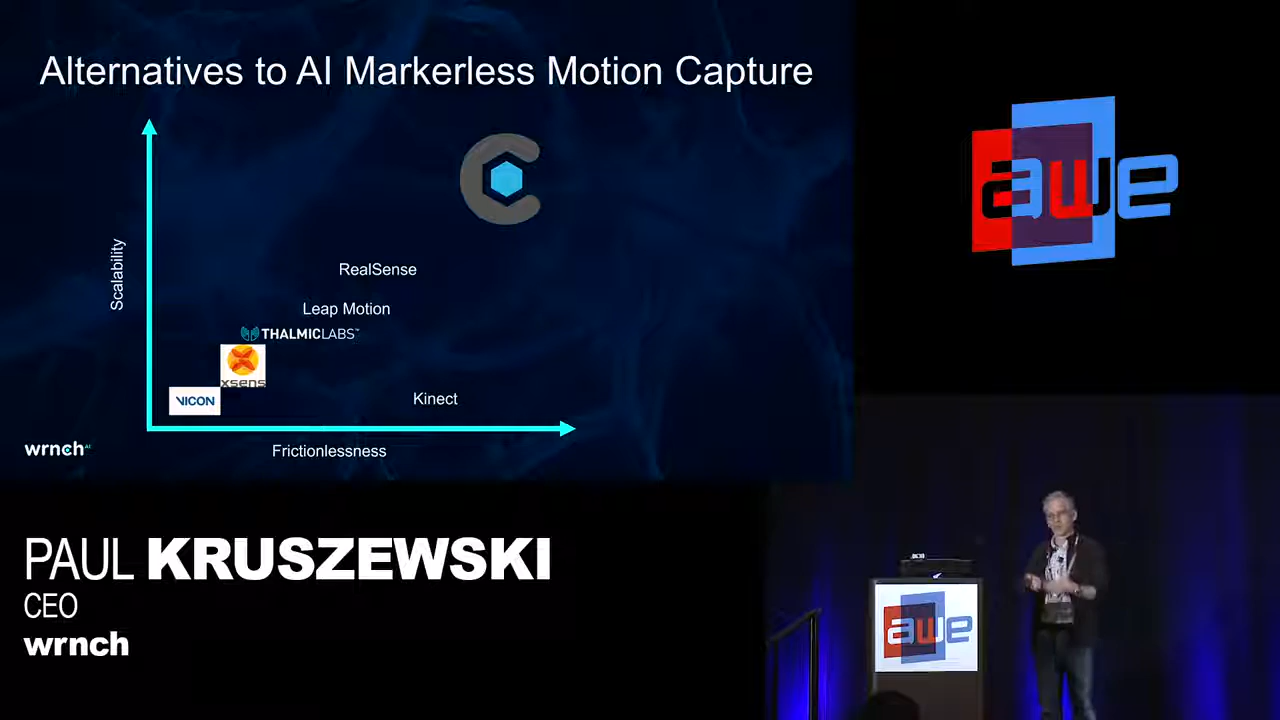 Alternatives to AI Markerless Motion Capture
Scalability
RealSense
Leap Motion
THALMICLABS™
xsens
VICON
Kinect
Frictionlessness
wrnchAI
awe
PAUL KRUSZEWSKI
CEO
wrnch
awe